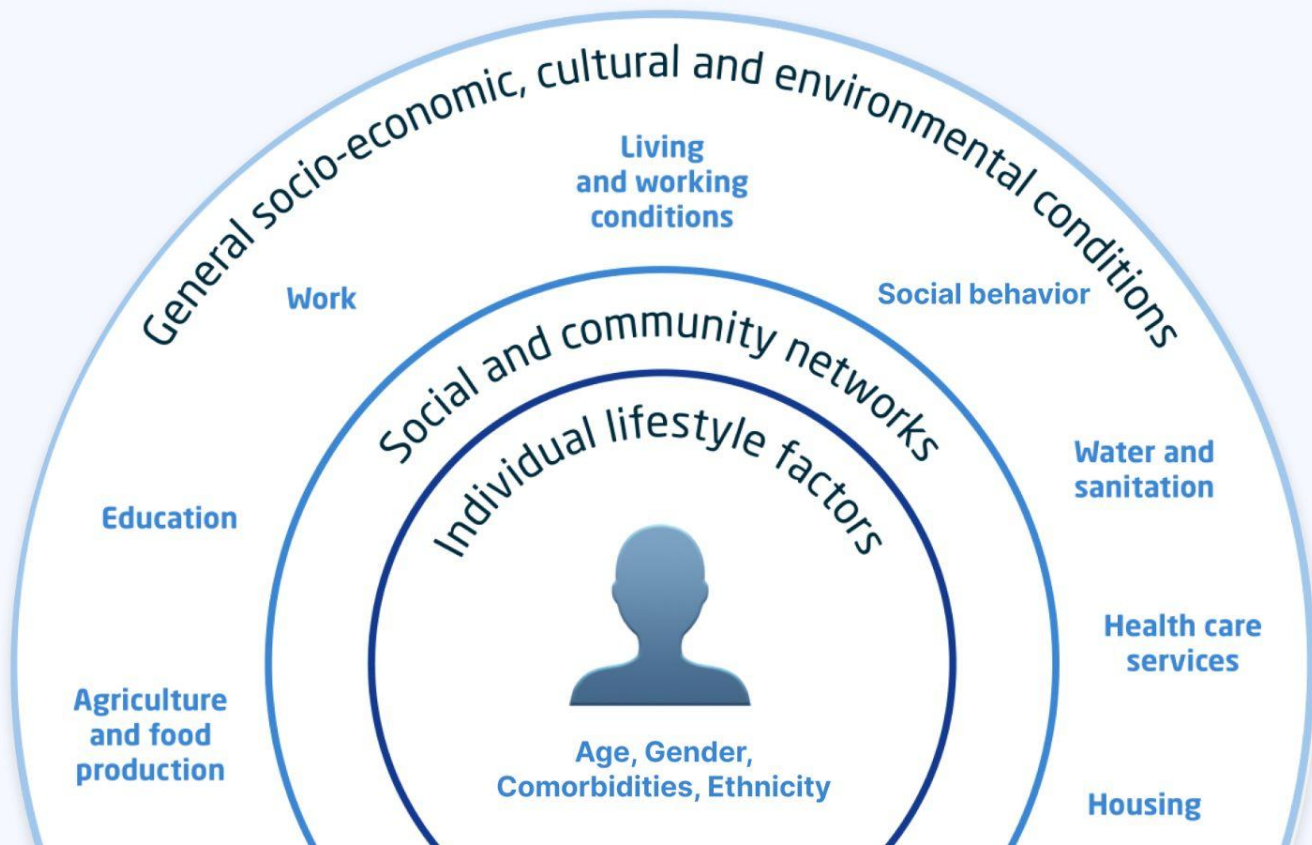 General socio-economic, cultural and environmental conditions
Living
and working
conditions
Work
Social behavior
Social and community networks
Individual lifestyle factors
Water and
sanitation
Education
Health care
services
Agriculture
and food
production
Age, Gender,
Comorbidities, Ethnicity
Housing